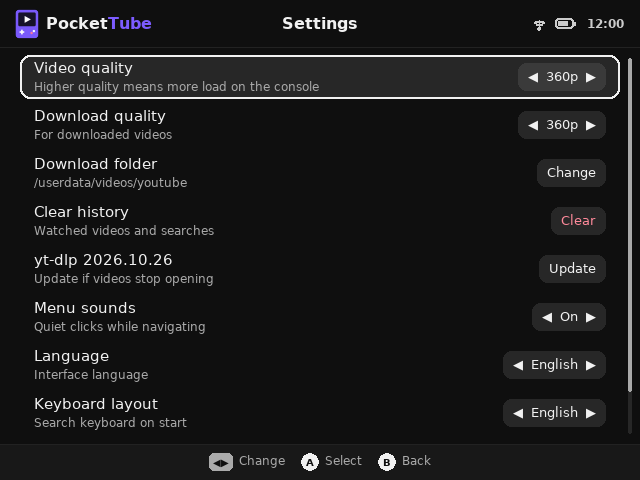 PocketTube
Settings
12:00
Video quality
Higher quality means more load on the console
◀ 360p ▶
Download quality
For downloaded videos
◀ 360p ▶
Download folder
/userdata/videos/youtube
Change
Clear history
Watched videos and searches
Clear
yt-dlp 2026.10.26
Update if videos stop opening
Update
Menu sounds
Quiet clicks while navigating
◀ On ▶
Language
Interface language
◀ English ▶
Keyboard layout
Search keyboard on start
◀ English ▶
◀▶ Change A Select B Back